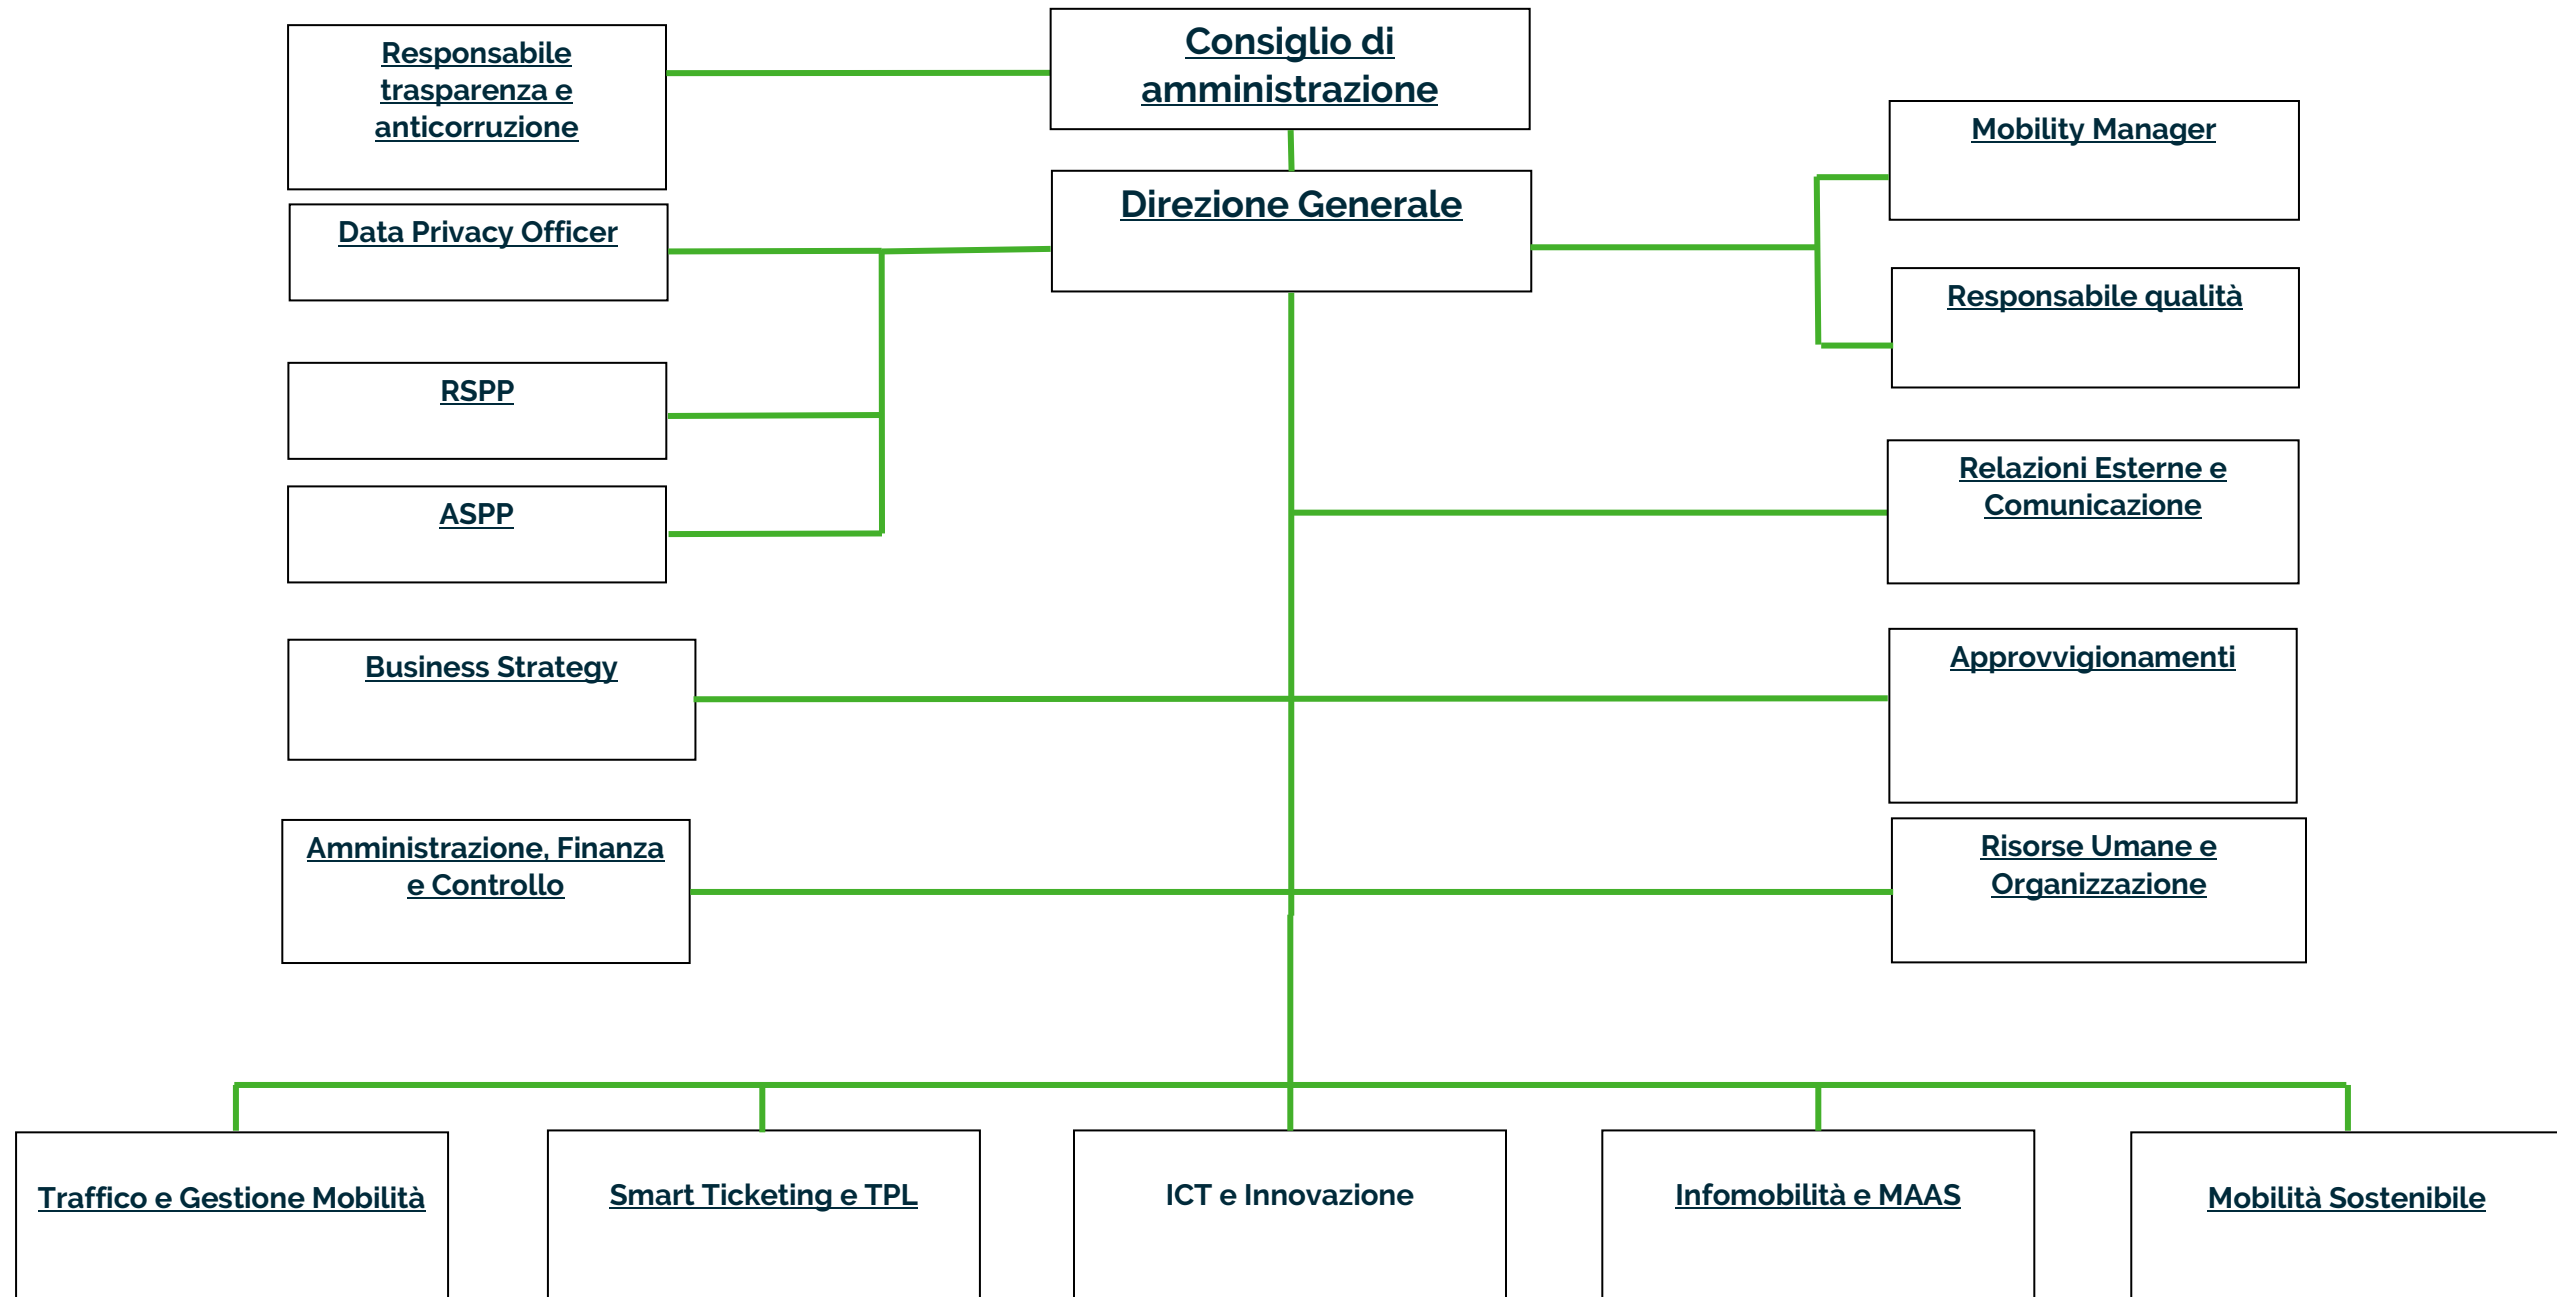 Responsabile
trasparenza e
anticorruzione
Consiglio di
amministrazione
Mobility Manager
Direzione Generale
Data Privacy Officer
Responsabile qualità
RSPP
Relazioni Esterne e
Comunicazione
ASPP
Business Strategy
Approvvigionamenti
Amministrazione, Finanza
e Controllo
Risorse Umane e
Organizzazione
Traffico e Gestione Mobilità
Smart Ticketing e TPL
ICT e Innovazione
Infomobilità e MAAS
Mobilità Sostenibile